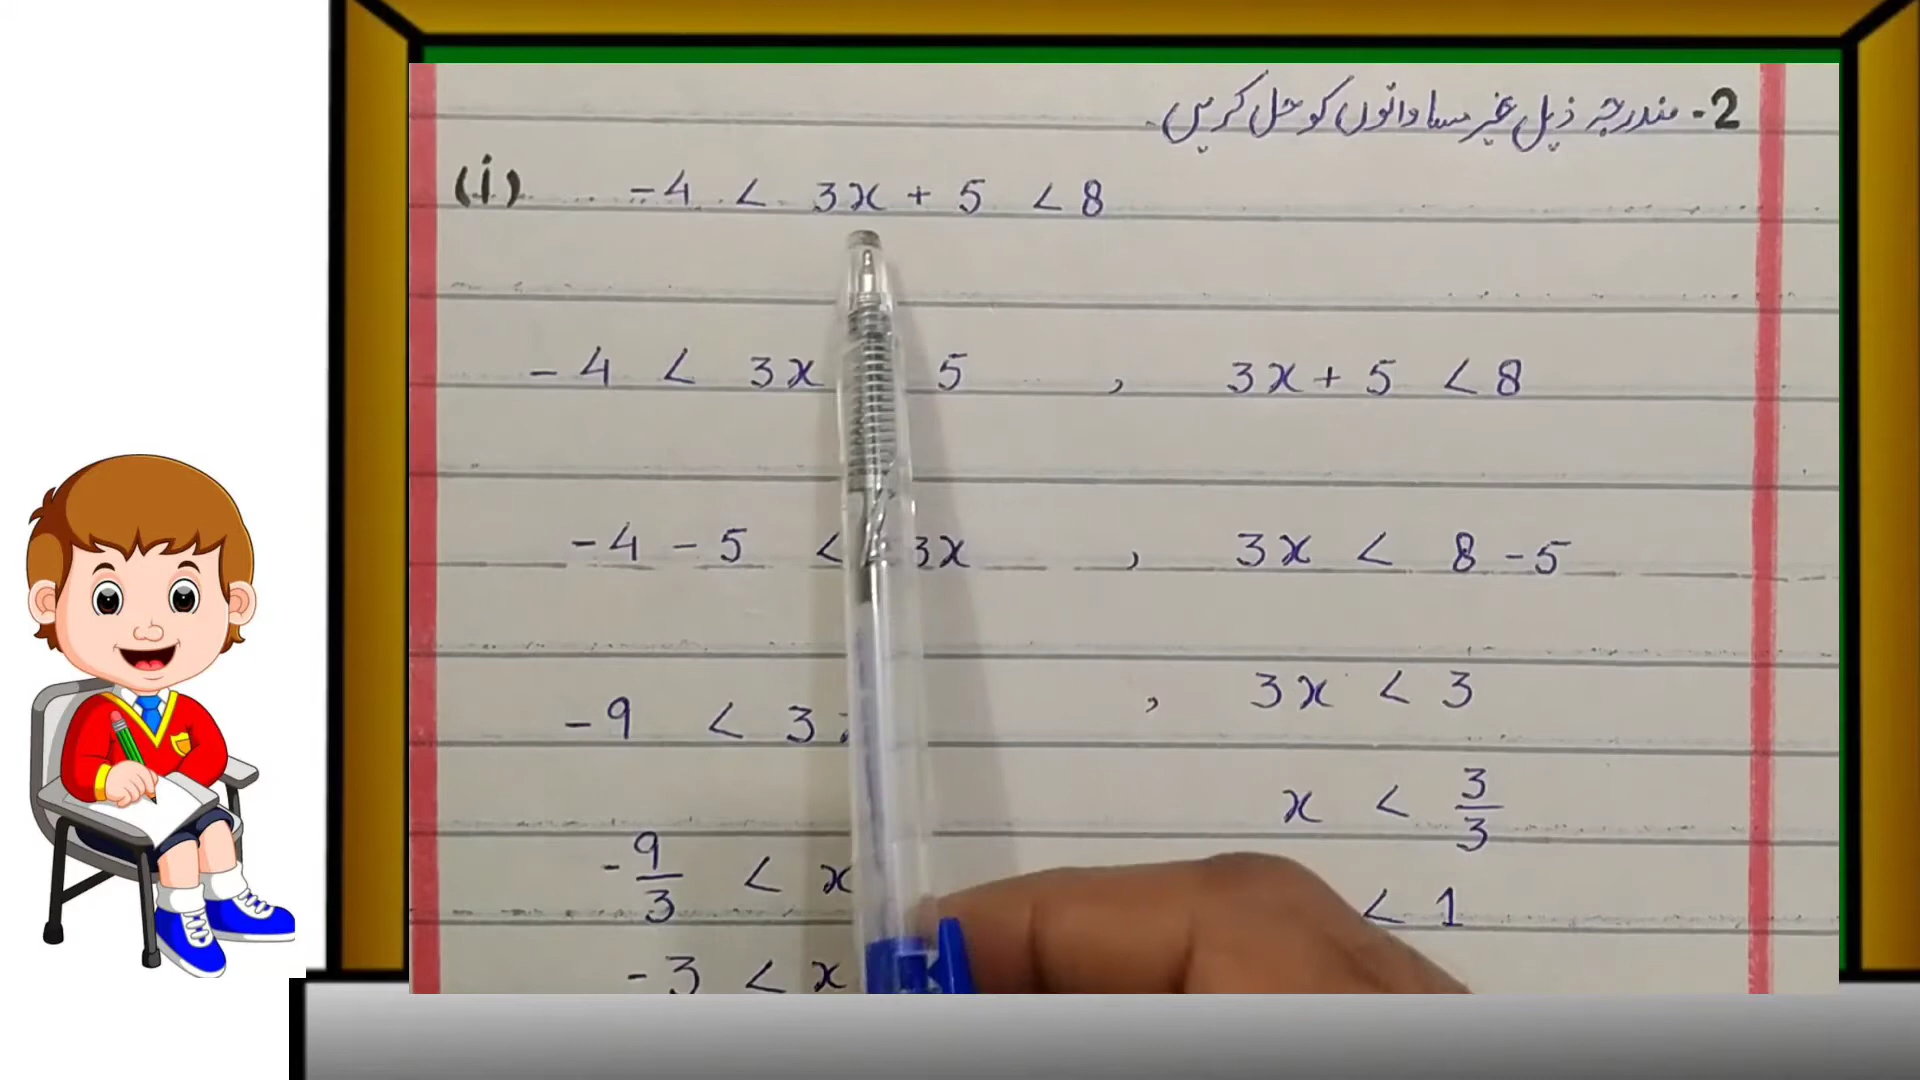 2- مندرجہ ذیل غیر مساواتوں کو حل کریں۔
(i) -4 < 3x + 5 < 8
-4 < 3x 5 , 3x + 5 < 8
-4 - 5 < 3x , 3x < 8 - 5
-9 < 3 , 3x < 3
x < 3/3
-9/3 < x
< 1
-3 < x